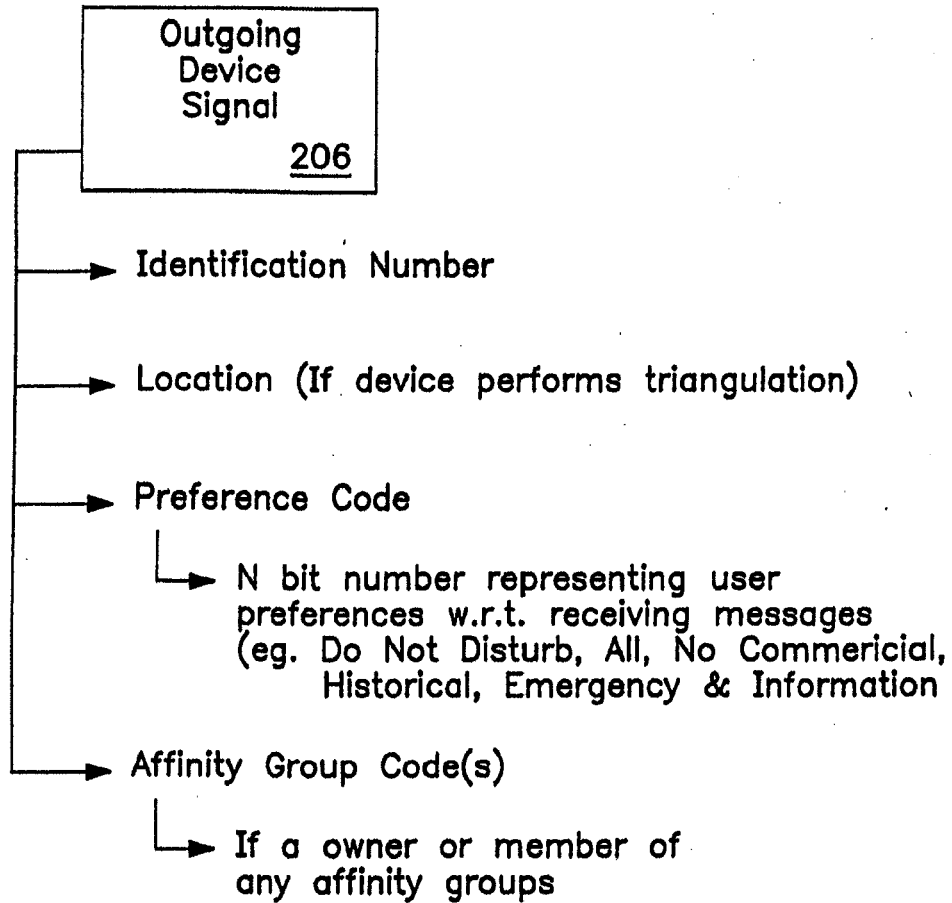 Outgoing
Device
Signal
206
Identification Number
Location (If device performs triangulation)
Preference Code
N bit number representing user
preferences w.r.t. receiving messages
(eg. Do Not Disturb, All, No Commericial,
Historical, Emergency & Information
Affinity Group Code(s)
If a owner or member of
any affinity groups